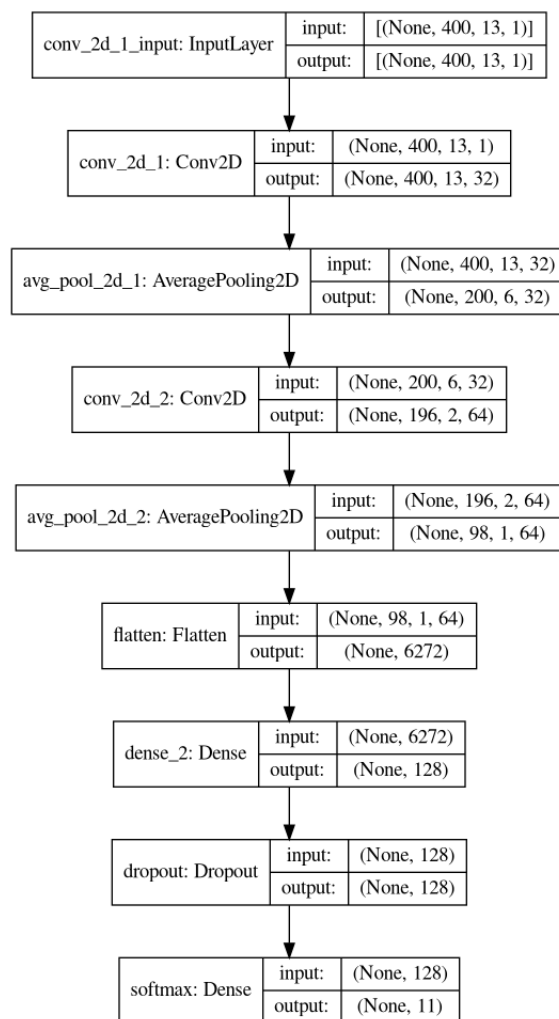 conv_2d_1_input: InputLayer
input: [(None, 400, 13, 1)]
output: [(None, 400, 13, 1)]
conv_2d_1: Conv2D
input: (None, 400, 13, 1)
output: (None, 400, 13, 32)
avg_pool_2d_1: AveragePooling2D
input: (None, 400, 13, 32)
output: (None, 200, 6, 32)
conv_2d_2: Conv2D
input: (None, 200, 6, 32)
output: (None, 196, 2, 64)
avg_pool_2d_2: AveragePooling2D
input: (None, 196, 2, 64)
output: (None, 98, 1, 64)
flatten: Flatten
input: (None, 98, 1, 64)
output: (None, 6272)
dense_2: Dense
input: (None, 6272)
output: (None, 128)
dropout: Dropout
input: (None, 128)
output: (None, 128)
softmax: Dense
input: (None, 128)
output: (None, 11)